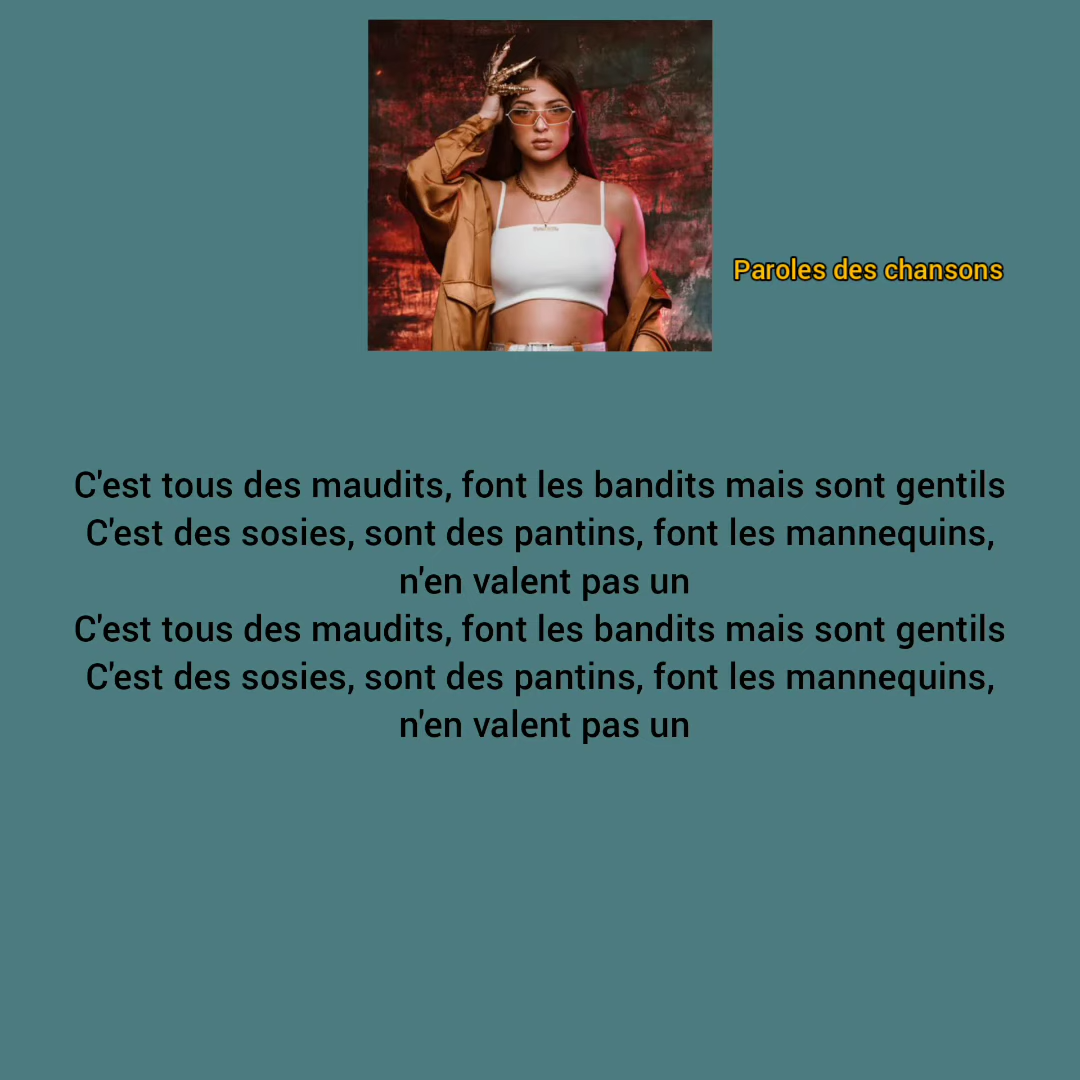 Paroles des chansons
C'est tous des maudits, font les bandits mais sont gentils
C'est des sosies, sont des pantins, font les mannequins,
n'en valent pas un
C'est tous des maudits, font les bandits mais sont gentils
C'est des sosies, sont des pantins, font les mannequins,
n'en valent pas un